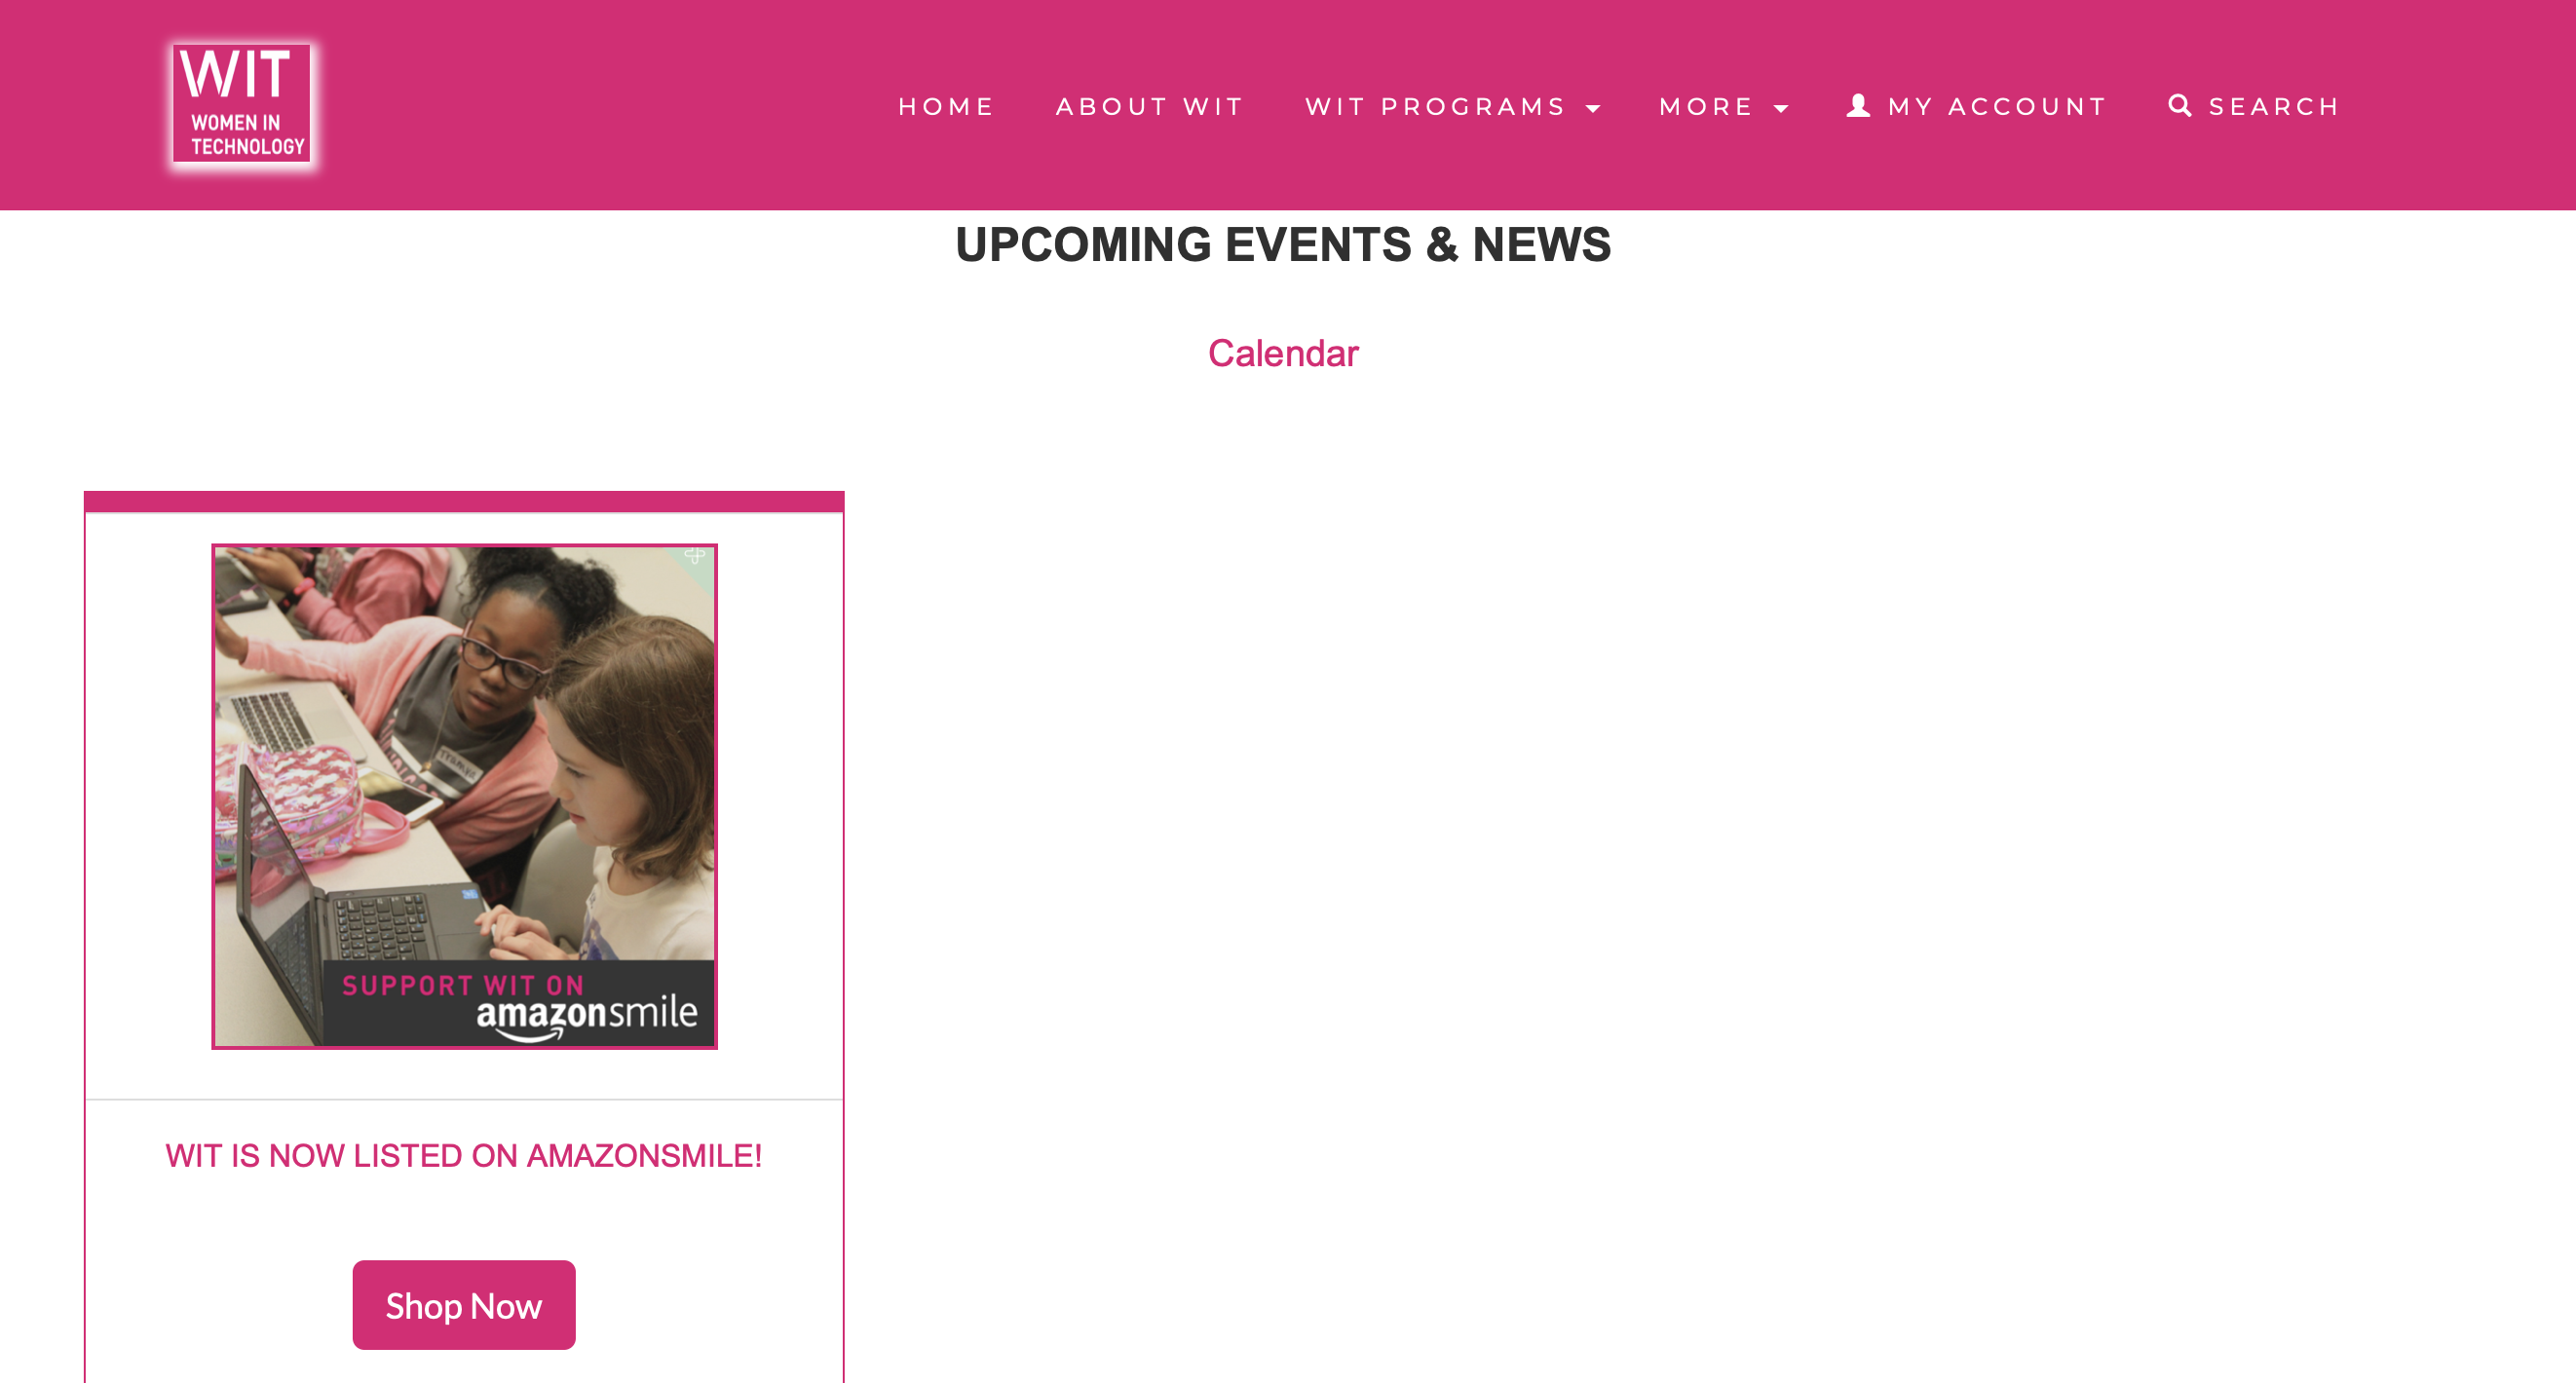 WIT
WOMEN IN
TECHNOLOGY
HOME ABOUT WIT WIT PROGRAMS MORE MY ACCOUNT SEARCH
UPCOMING EVENTS & NEWS
Calendar
SUPPORT WIT ON
amazonsmile
WIT IS NOW LISTED ON AMAZONSMILE!
Shop Now